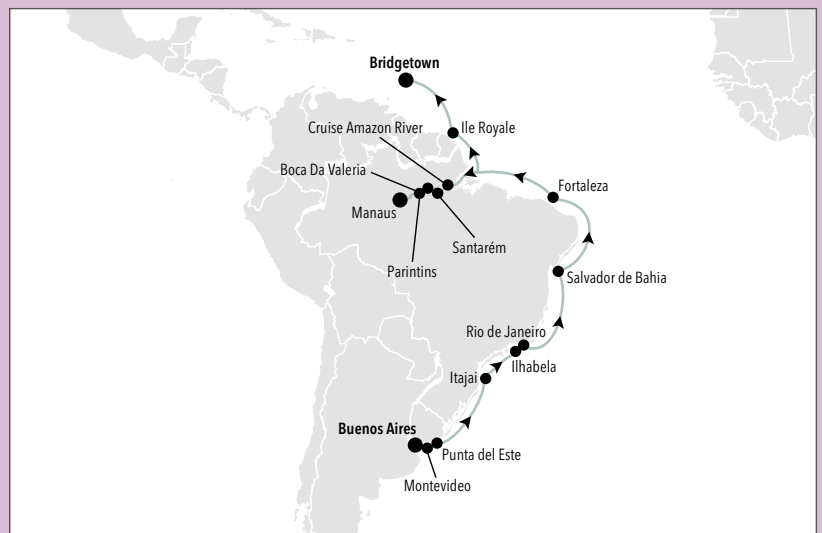 Bridgetown
Cruise Amazon River
Ile Royale
Boca Da Valeria
Fortaleza
Manaus
Santarém
Parintins
Salvador de Bahia
Rio de Janeiro
Ilhabela
Itajai
Buenos Aires
Punta del Este
Montevideo